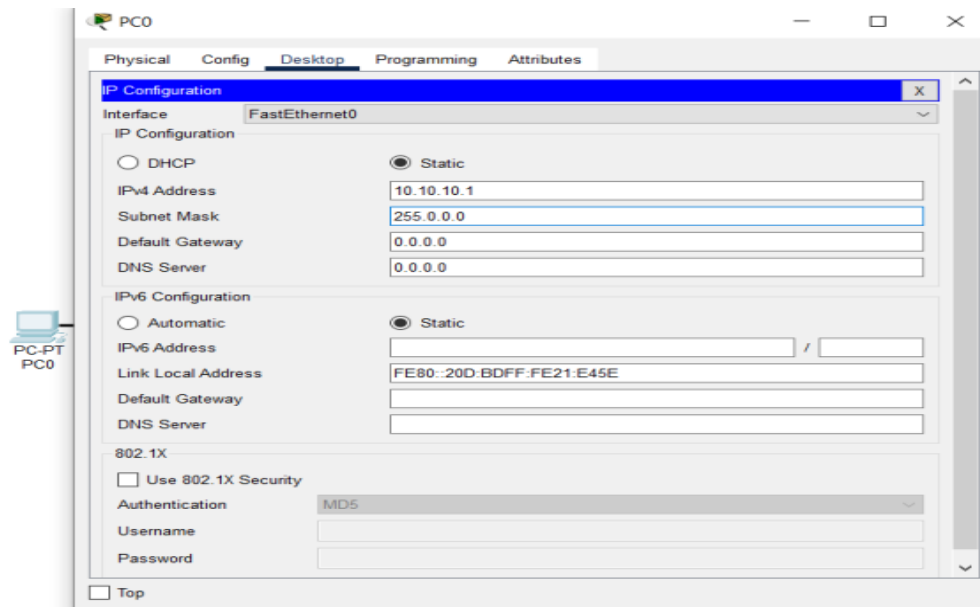 PC0
Physical Config Desktop Programming Attributes
IP Configuration X
Interface FastEthernet0
IP Configuration
DHCP Static
IPv4 Address 10.10.10.1
Subnet Mask 255.0.0.0
Default Gateway 0.0.0.0
DNS Server 0.0.0.0
IPv6 Configuration
Automatic Static
IPv6 Address /
Link Local Address FE80::20D:BDFF:FE21:E45E
Default Gateway
DNS Server
802.1X
Use 802.1X Security
Authentication MD5
Username
Password
Top
PC-PT
PC0